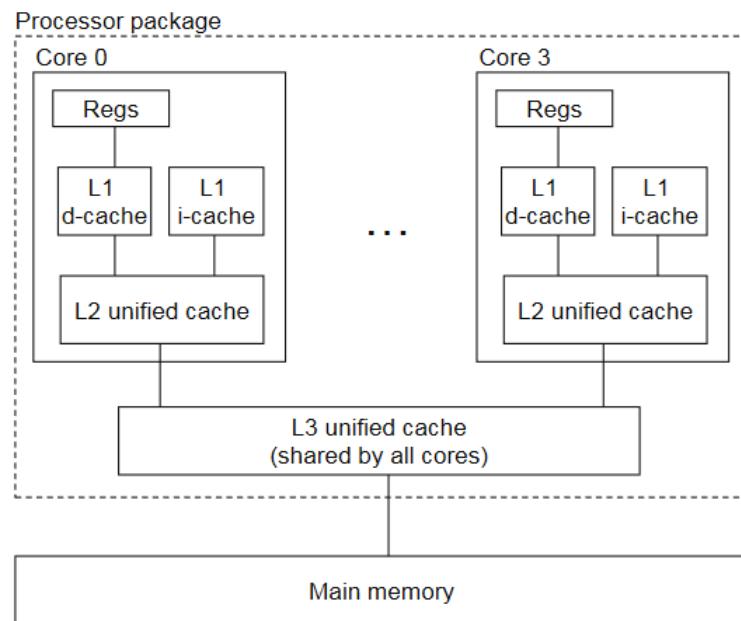 Processor package
Core 0
Core 3
Regs
Regs
L1
d-cache
L1
i-cache
...
L1
d-cache
L1
i-cache
L2 unified cache
L2 unified cache
L3 unified cache
(shared by all cores)
Main memory